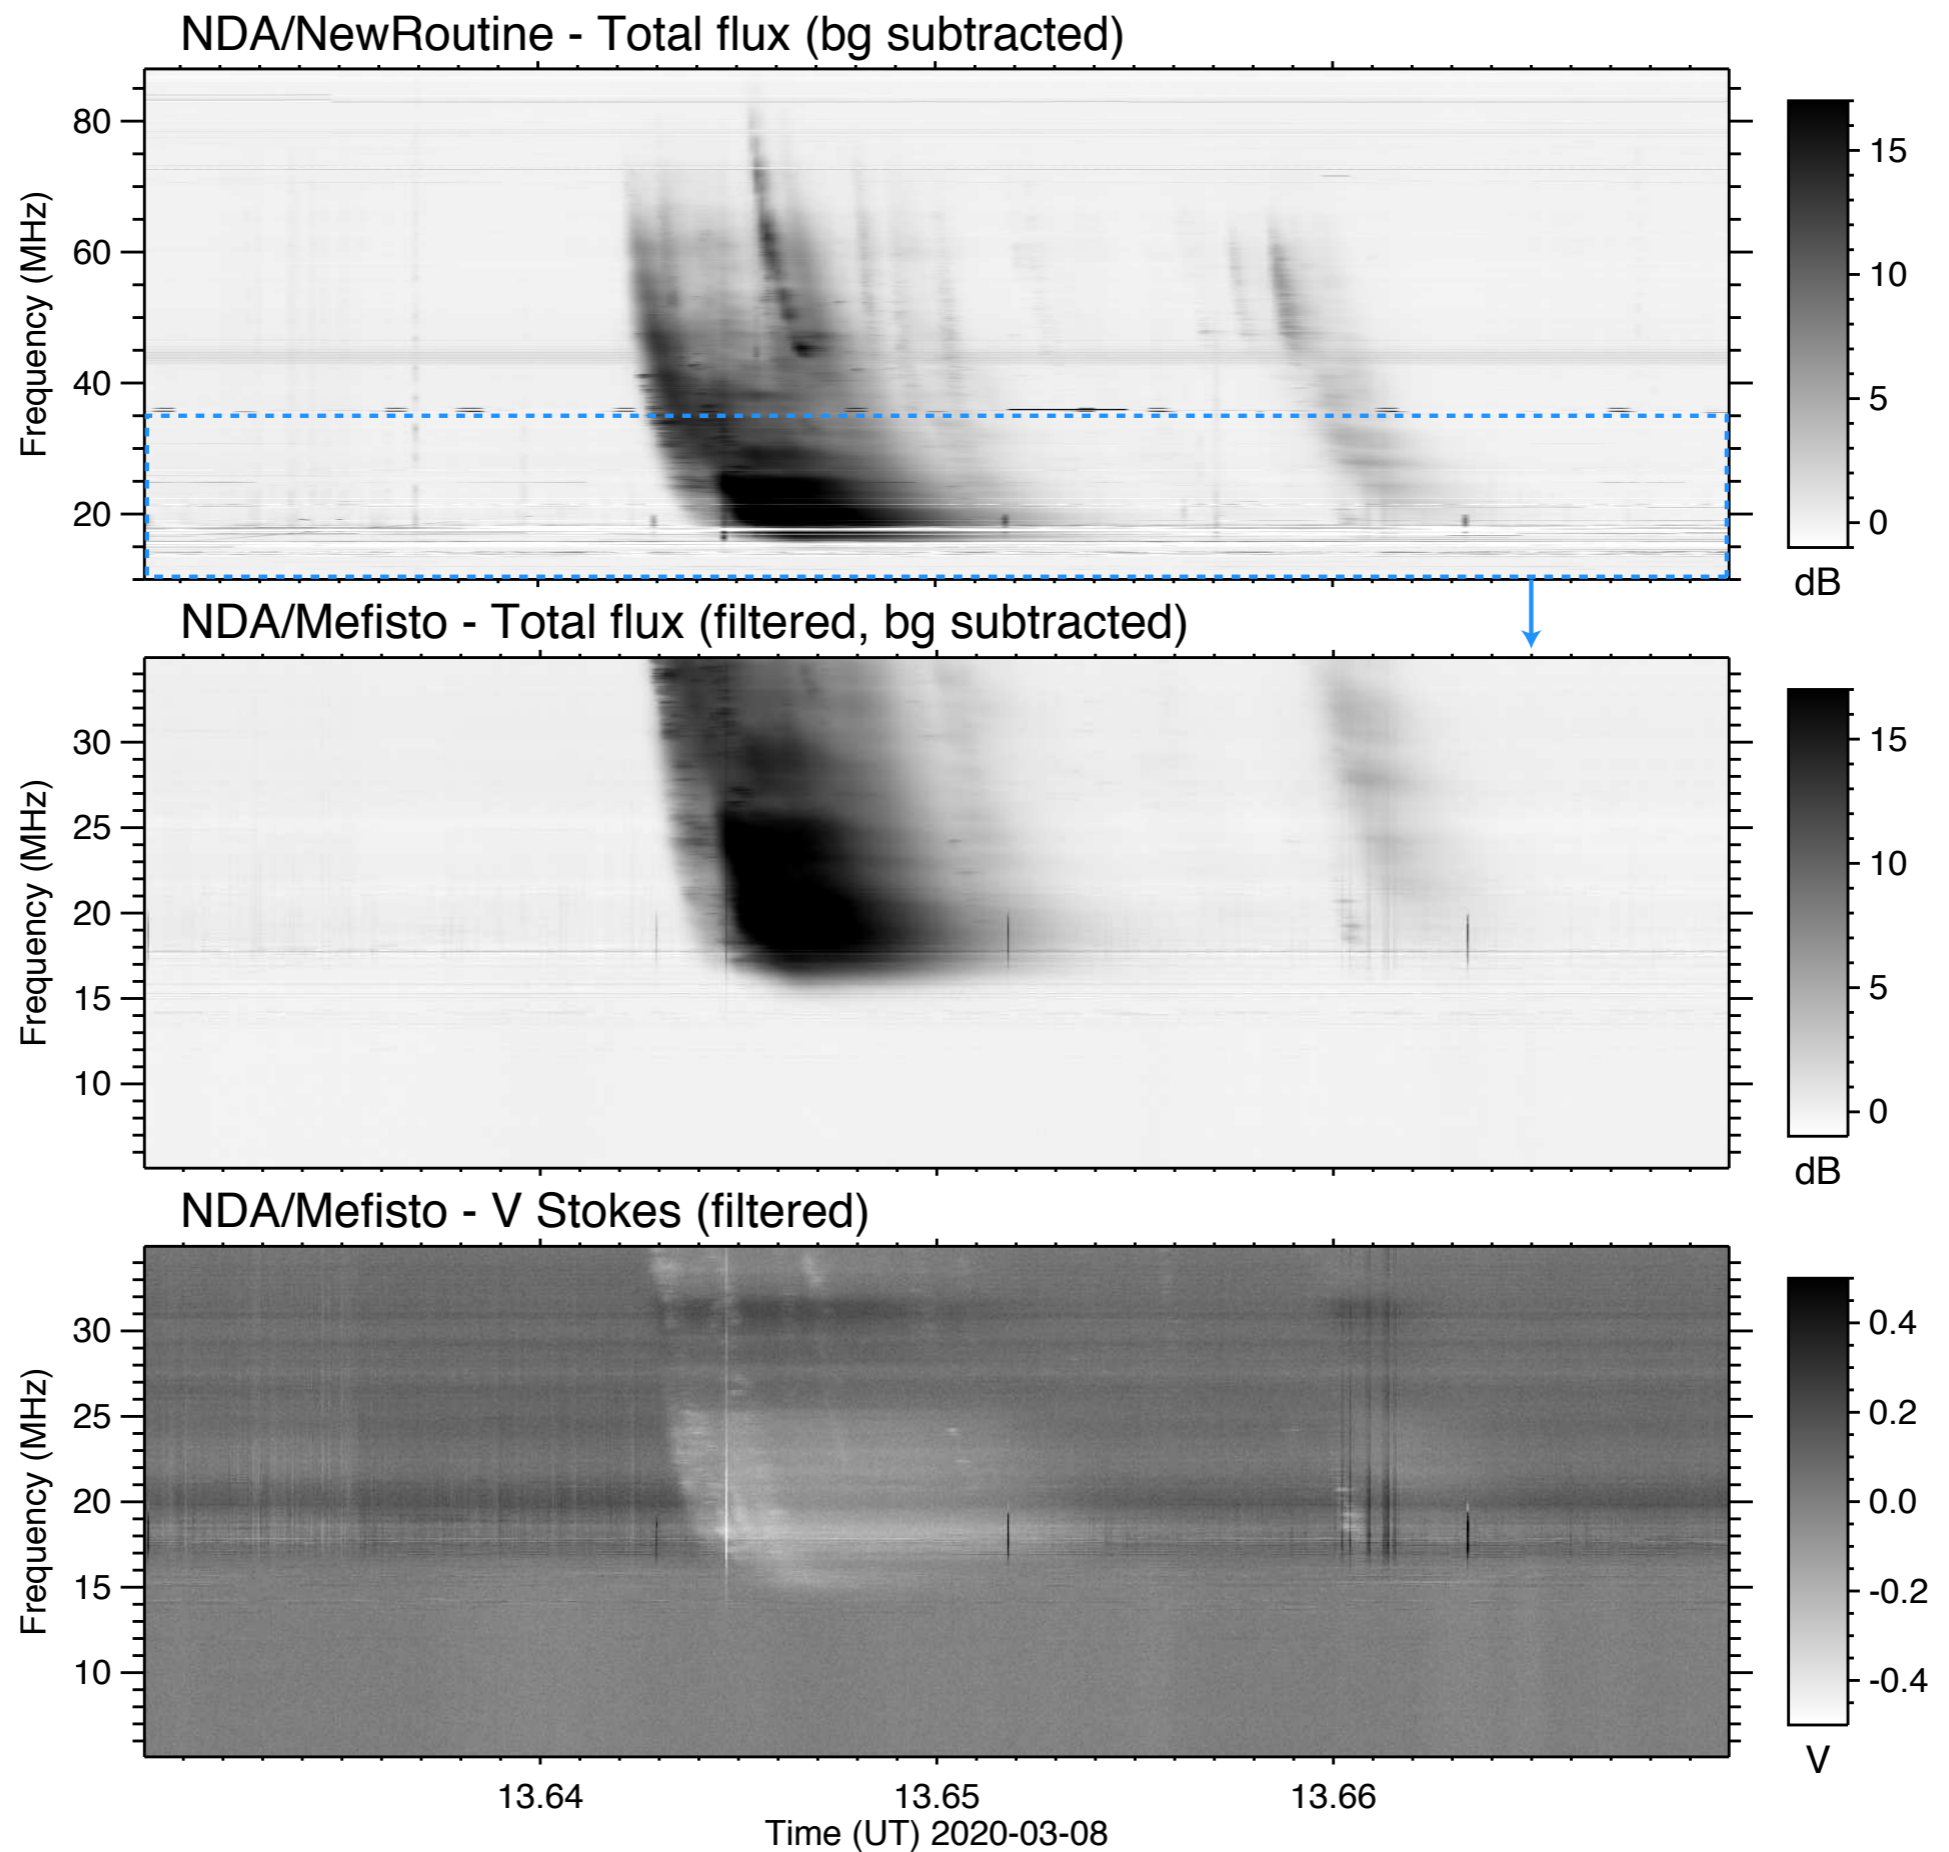 NDA/NewRoutine - Total flux (bg subtracted)
Frequency (MHz)
80
60
40
20
15
10
5
0
dB
NDA/Mefisto - Total flux (filtered, bg subtracted)
Frequency (MHz)
30
25
20
15
10
15
10
5
0
dB
NDA/Mefisto - V Stokes (filtered)
Frequency (MHz)
30
25
20
15
10
0.4
0.2
0.0
-0.2
-0.4
V
13.64 13.65 13.66
Time (UT) 2020-03-08